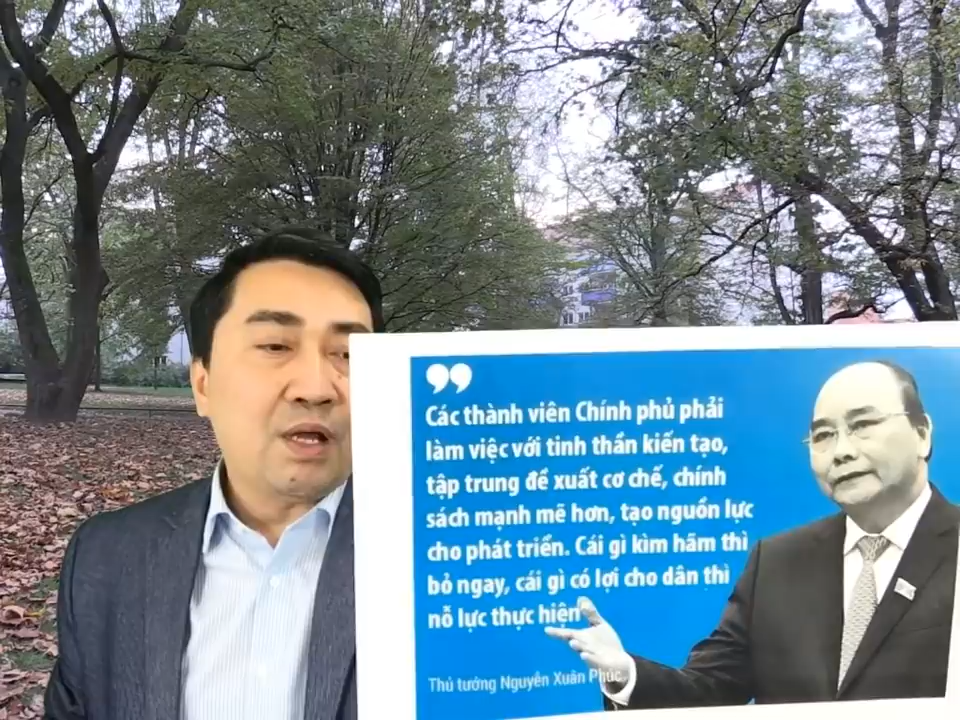 Các thành viên Chính phủ phải
làm việc với tinh thần kiến tạo,
tập trung đề xuất cơ chế, chính
sách mạnh mẽ hơn, tạo nguồn lực
cho phát triển. Cái gì kìm hãm thì
bỏ ngay, cái gì có lợi cho dân thì
nỗ lực thực hiện
Thủ tướng Nguyễn Xuân Phúc